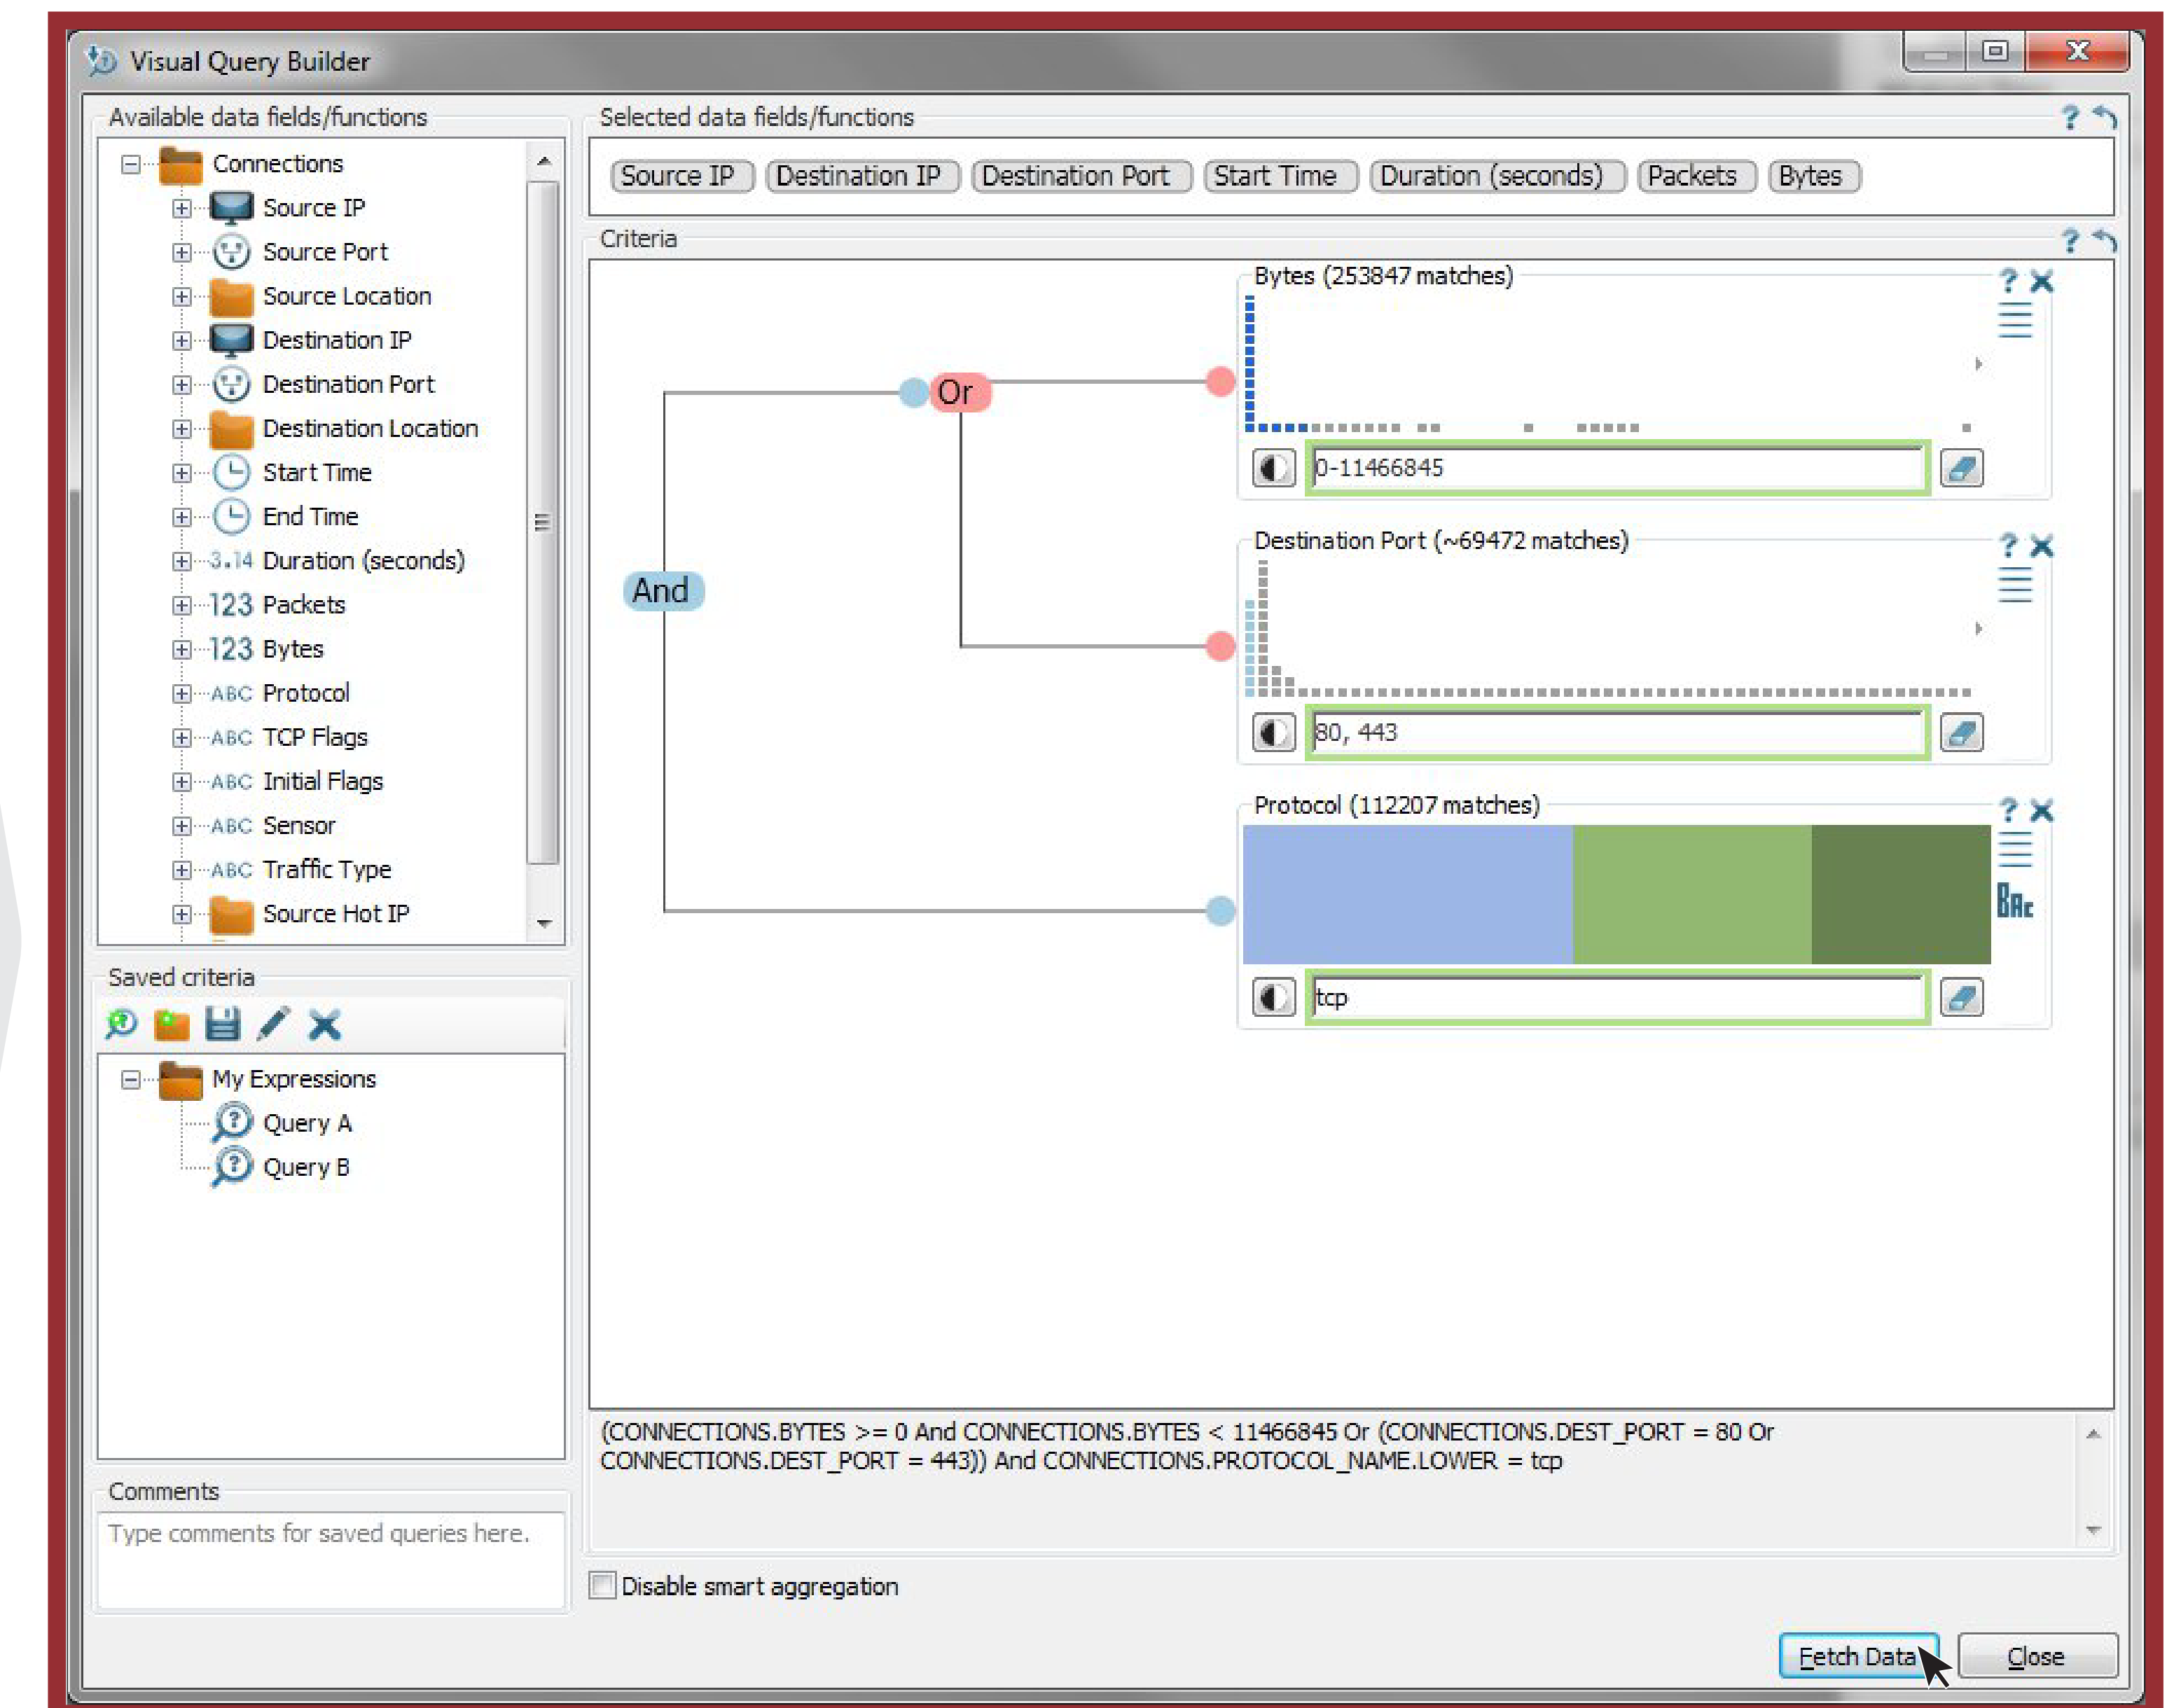 Visual Query Builder
Available data fields/functions
Connections
Source IP
Source Port
Source Location
Destination IP
Destination Port
Destination Location
Start Time
End Time
3.14 Duration (seconds)
123 Packets
123 Bytes
ABC Protocol
ABC TCP Flags
ABC Initial Flags
ABC Sensor
ABC Traffic Type
Source Hot IP
Saved criteria
My Expressions
Query A
Query B
Comments
Type comments for saved queries here.
Selected data fields/functions
Source IP Destination IP Destination Port Start Time Duration (seconds) Packets Bytes
Criteria
And
Or
Bytes (253847 matches)
0-11466845
Destination Port (~69472 matches)
80, 443
Protocol (112207 matches)
BAc
tcp
(CONNECTIONS.BYTES >= 0 And CONNECTIONS.BYTES < 11466845 Or (CONNECTIONS.DEST_PORT = 80 Or
CONNECTIONS.DEST_PORT = 443)) And CONNECTIONS.PROTOCOL_NAME.LOWER = tcp
Disable smart aggregation
Fetch Data Close